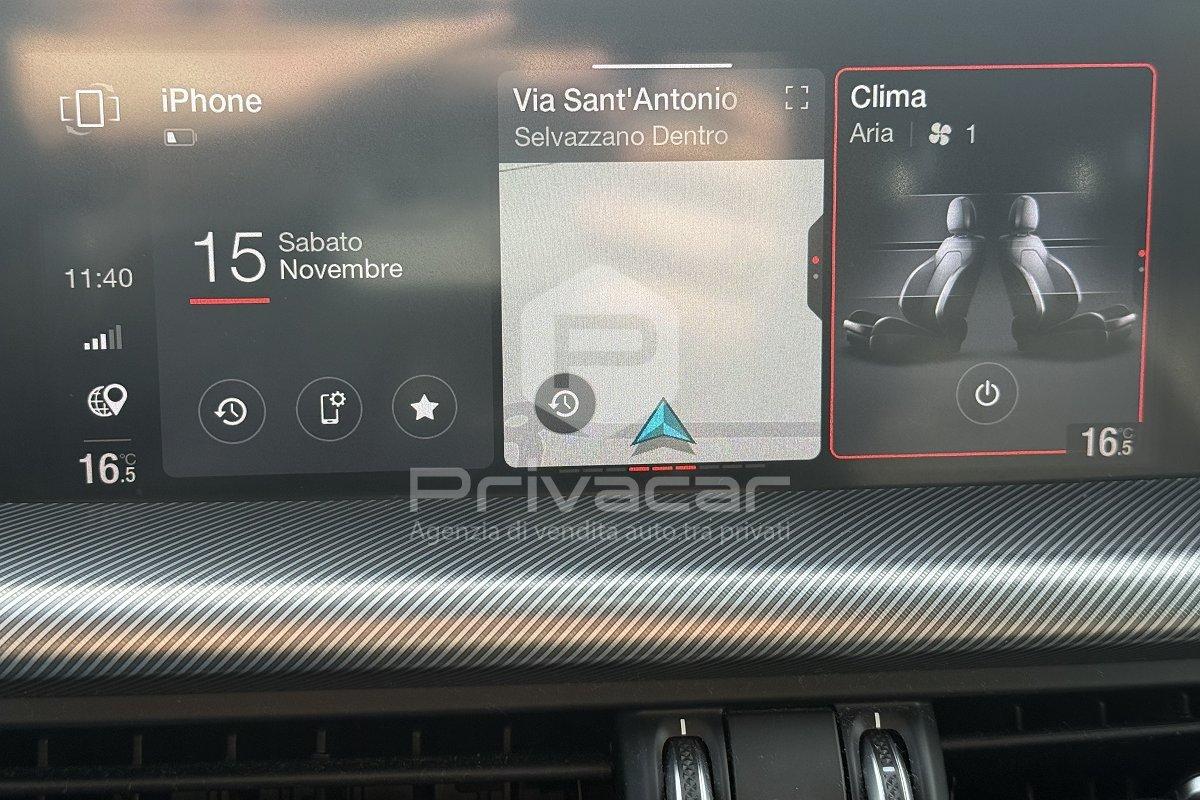 iPhone
11:40
16.5°C
15
Sabato
Novembre
Via Sant'Antonio
Selvazzano Dentro
Clima
Aria | 1
16.5°C
P
Privacar
Agenzia di vendita auto tra privati